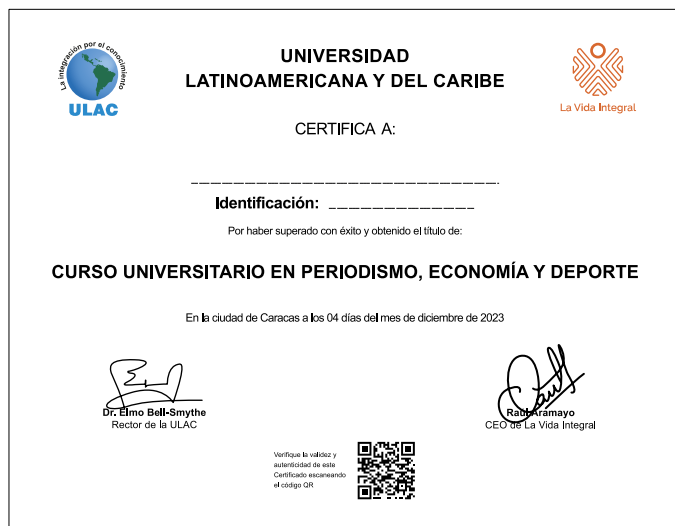 La integración por el conocimiento
ULAC
UNIVERSIDAD
LATINOAMERICANA Y DEL CARIBE
La Vida Integral
CERTIFICA A:
Identificación:
Por haber superado con éxito y obtenido el título de:
CURSO UNIVERSITARIO EN PERIODISMO, ECONOMÍA Y DEPORTE
En la ciudad de Caracas a los 04 días del mes de diciembre de 2023
Dr. Elmo Bell-Smythe
Rector de la ULAC
Raúl Aramayo
CEO de La Vida Integral
Verifique la validez y
autenticidad de este
Certificado escaneando
el código QR